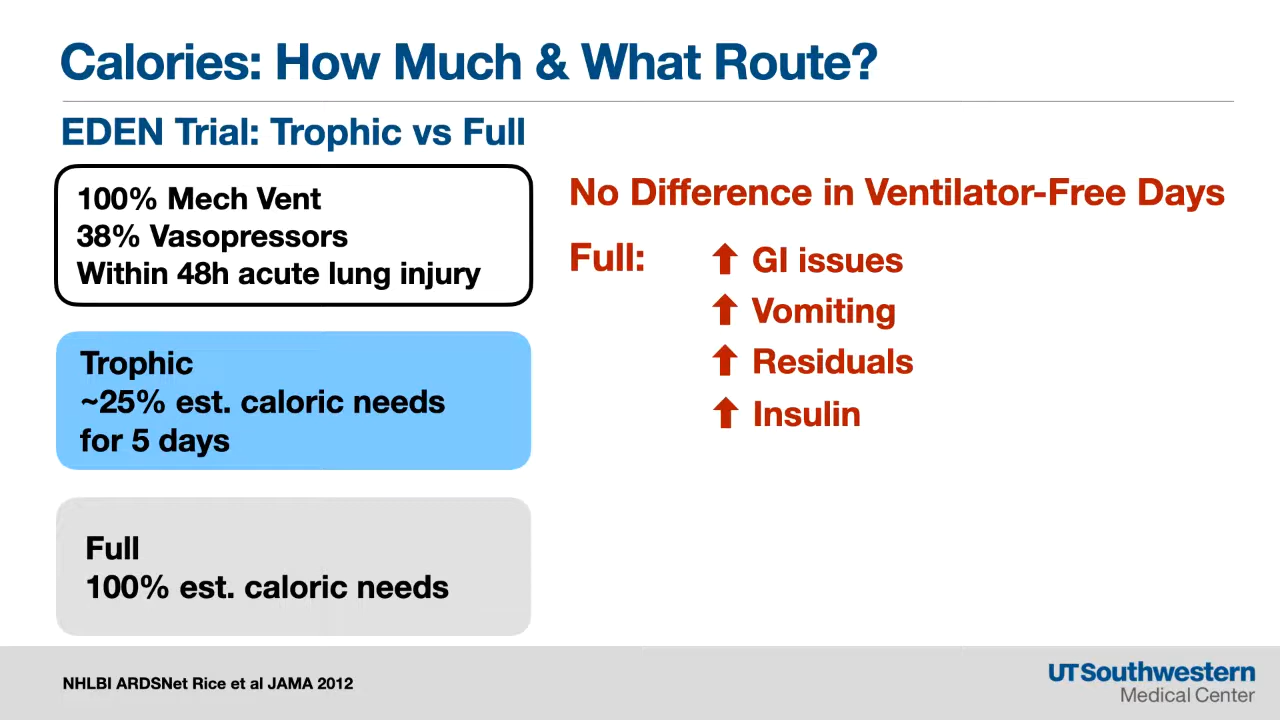 Calories: How Much & What Route?
EDEN Trial: Trophic vs Full
100% Mech Vent
38% Vasopressors
Within 48h acute lung injury
Trophic
~25% est. caloric needs
for 5 days
Full
100% est. caloric needs
No Difference in Ventilator-Free Days
Full:
GI issues
Vomiting
Residuals
Insulin
NHLBI ARDSNet Rice et al JAMA 2012
UTSouthwestern
Medical Center